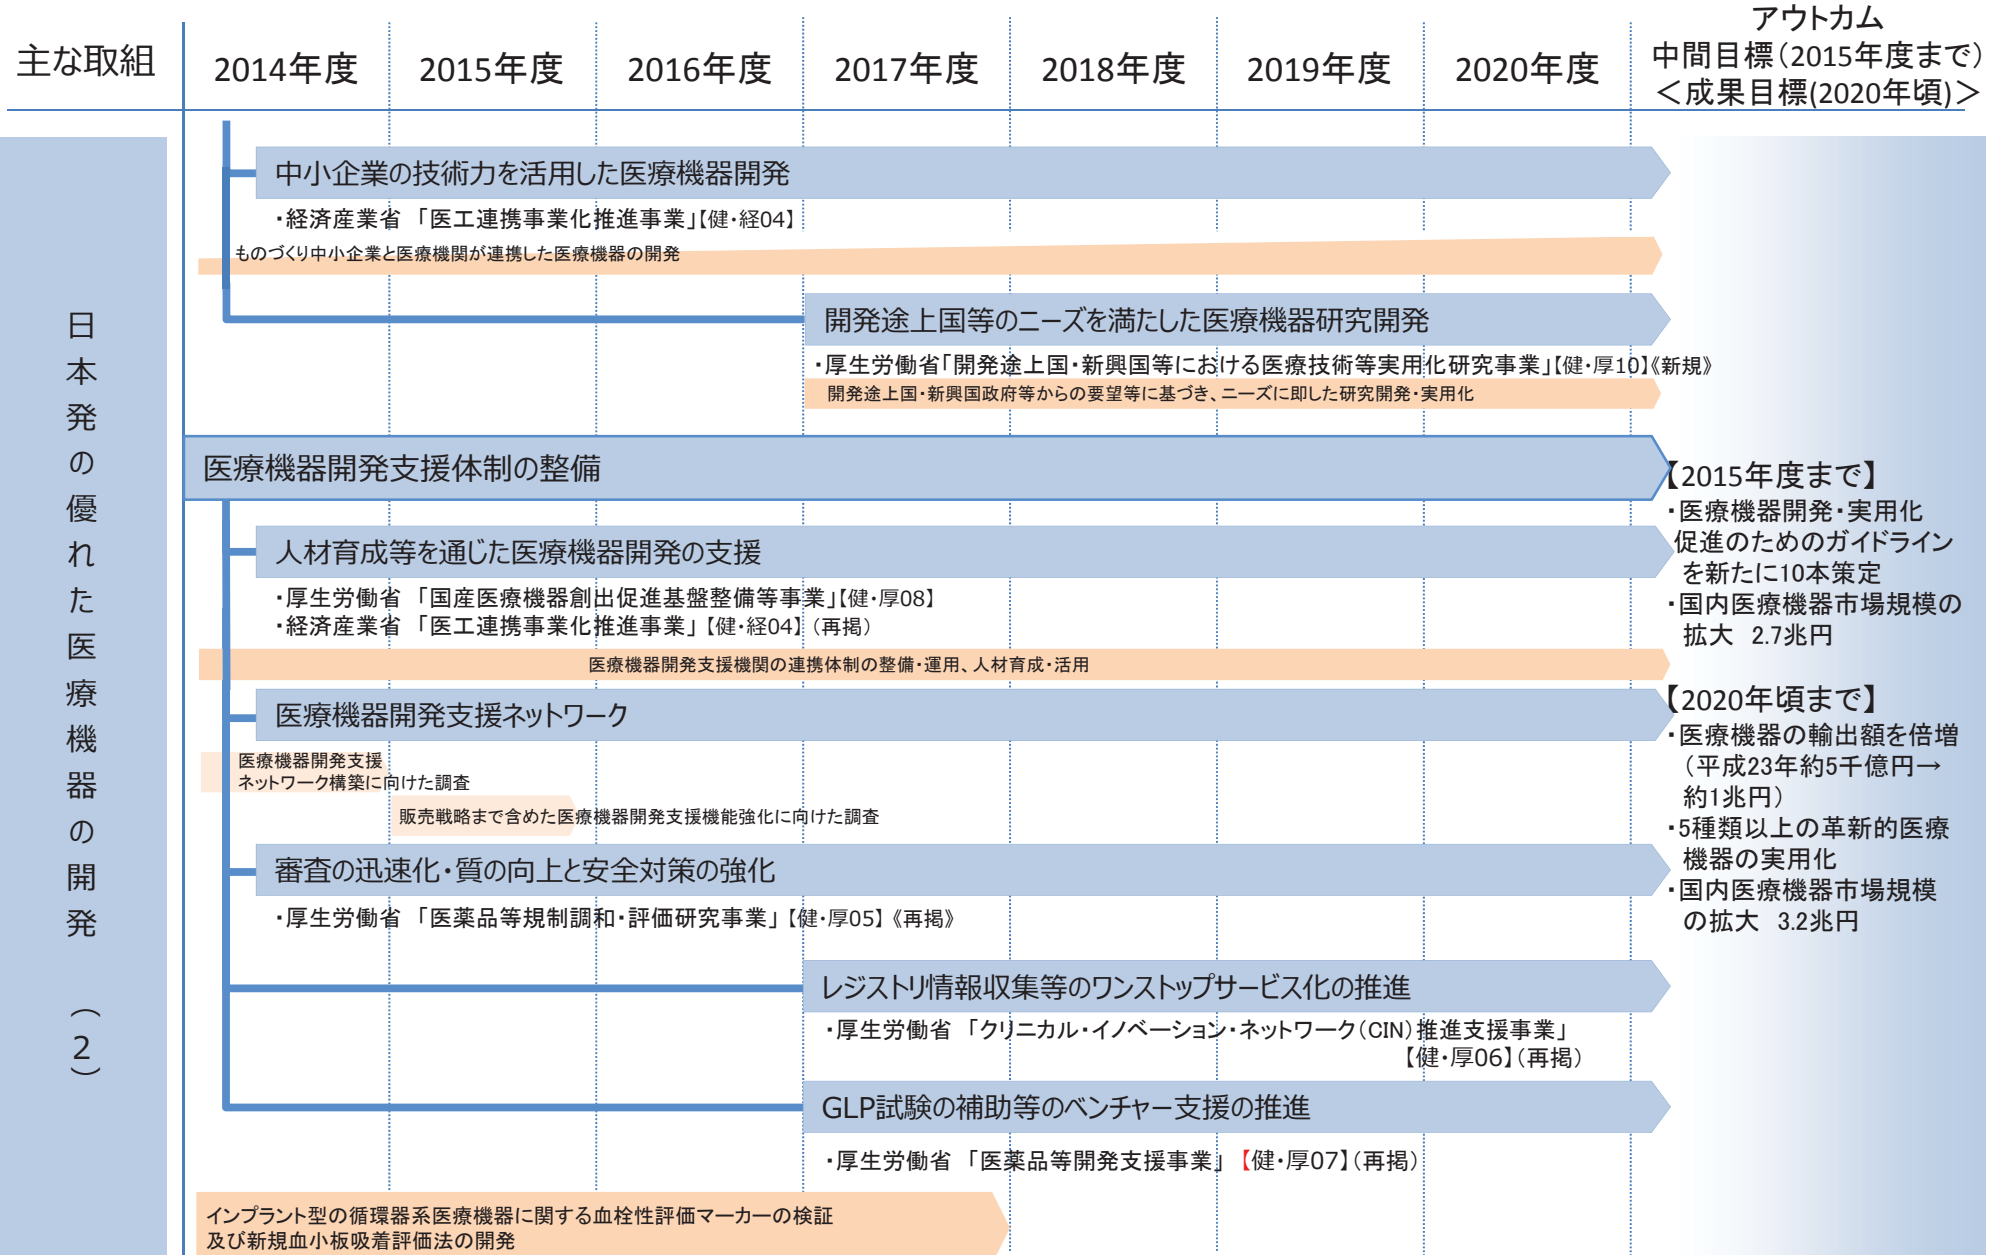 主な取組
2014年度
2015年度
2016年度
2017年度
2018年度
2019年度
2020年度
アウトカム
中間目標（2015年度まで）
＜成果目標(2020年頃)＞
日本発の優れた医療機器の開発　（2）
中小企業の技術力を活用した医療機器開発
・経済産業省　「医工連携事業化推進事業」【健・経04】
ものづくり中小企業と医療機関が連携した医療機器の開発
開発途上国等のニーズを満たした医療機器研究開発
・厚生労働省「開発途上国・新興国等における医療技術等実用化研究事業」【健・厚10】《新規》
開発途上国・新興国政府等からの要望等に基づき、ニーズに即した研究開発・実用化
医療機器開発支援体制の整備
人材育成等を通じた医療機器開発の支援
・厚生労働省　「国産医療機器創出促進基盤整備等事業」【健・厚08】
・経済産業省　「医工連携事業化推進事業」【健・経04】（再掲）
医療機器開発支援機関の連携体制の整備・運用、人材育成・活用
医療機器開発支援ネットワーク
医療機器開発支援
ネットワーク構築に向けた調査
販売戦略まで含めた医療機器開発支援機能強化に向けた調査
審査の迅速化・質の向上と安全対策の強化
・厚生労働省　「医薬品等規制調和・評価研究事業」【健・厚05】《再掲》
レジストリ情報収集等のワンストップサービス化の推進
・厚生労働省　「クリニカル・イノベーション・ネットワーク（CIN）推進支援事業」
【健・厚06】（再掲）
GLP試験の補助等のベンチャー支援の推進
・厚生労働省　「医薬品等開発支援事業」　【健・厚07】（再掲）
インプラント型の循環器系医療機器に関する血栓性評価マーカーの検証
及び新規血小板吸着評価法の開発
【2015年度まで】
・医療機器開発・実用化
促進のためのガイドライン
を新たに10本策定
・国内医療機器市場規模の
拡大　2.7兆円
【2020年頃まで】
・医療機器の輸出額を倍増
（平成23年約5千億円→
約1兆円）
・5種類以上の革新的医療
機器の実用化
・国内医療機器市場規模
の拡大　3.2兆円